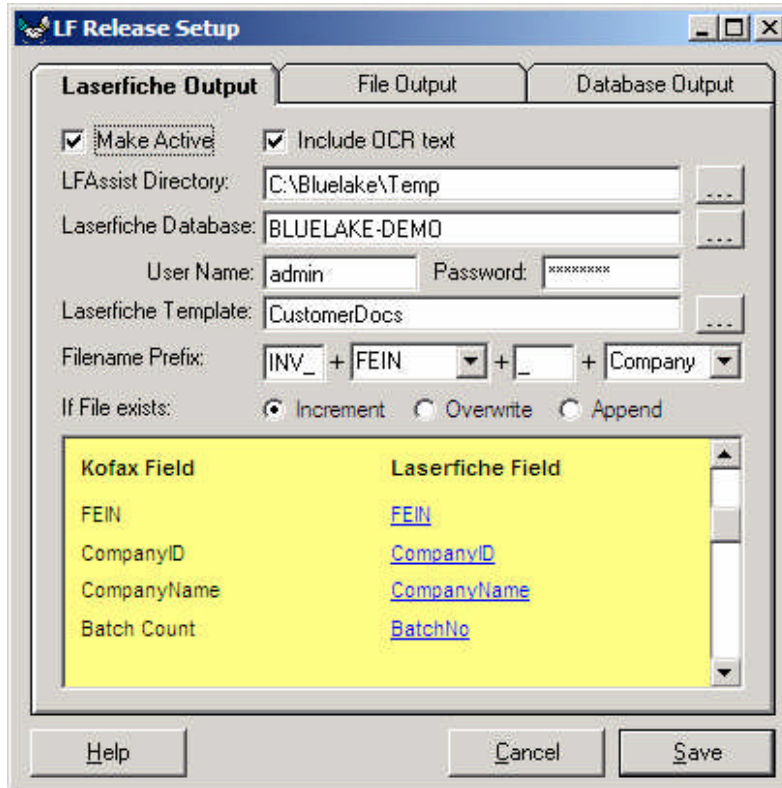 LF Release Setup
Laserfiche Output File Output Database Output
Make Active Include OCR text
LFAssist Directory: C:\Bluelake\Temp ...
Laserfiche Database: BLUELAKE-DEMO ...
User Name: admin Password: ********
Laserfiche Template: CustomerDocs ...
Filename Prefix: INV_ + FEIN + _ + Company
If File exists: Increment Overwrite Append
Kofax Field Laserfiche Field
FEIN FEIN
CompanyID CompanyID
CompanyName CompanyName
Batch Count BatchNo
Help Cancel Save